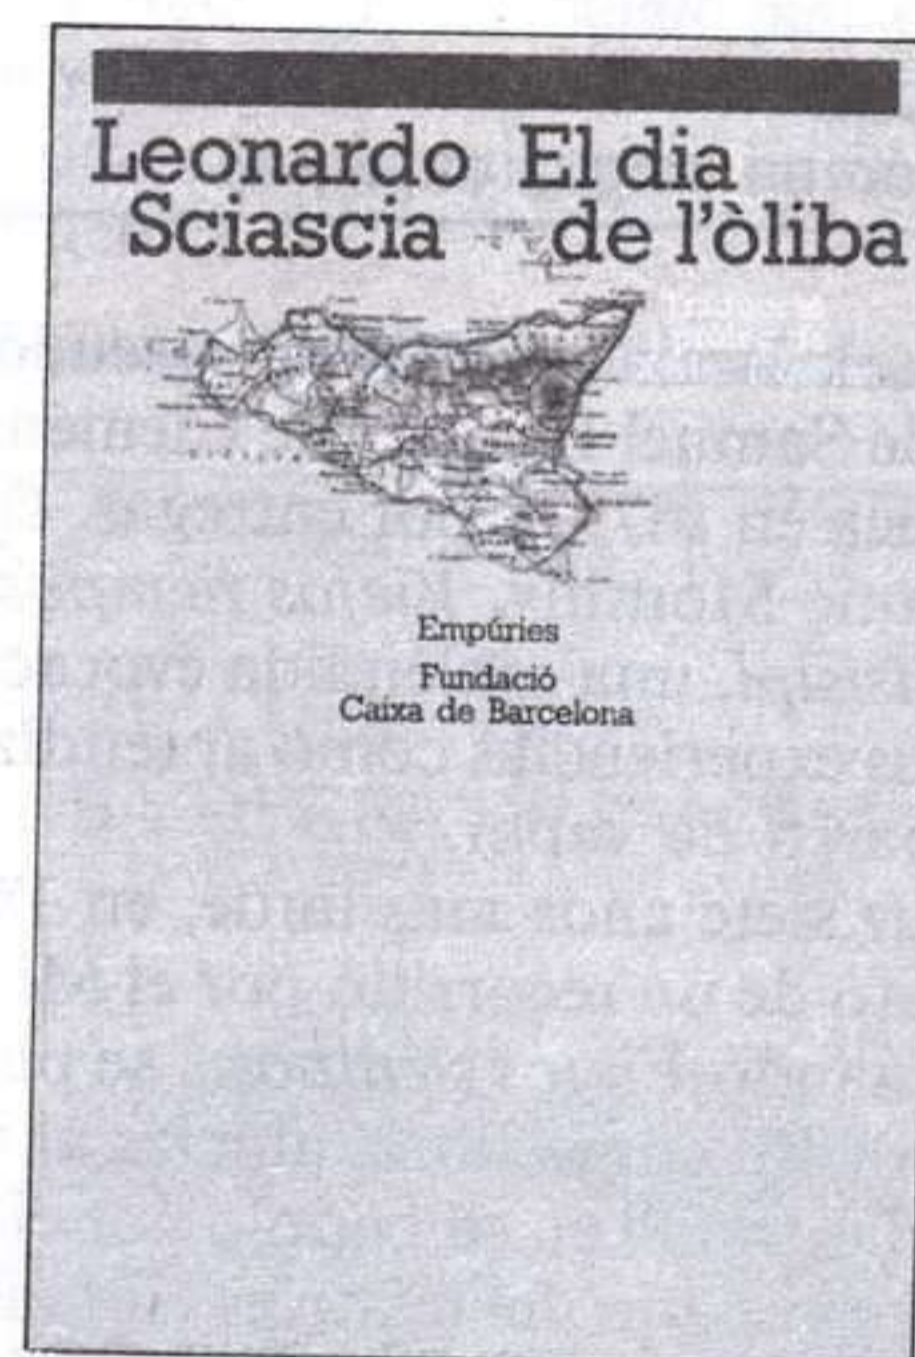 Leonardo
Sciascia
El dia
de l'òliba
Empúries
Fundació
Caixa de Barcelona